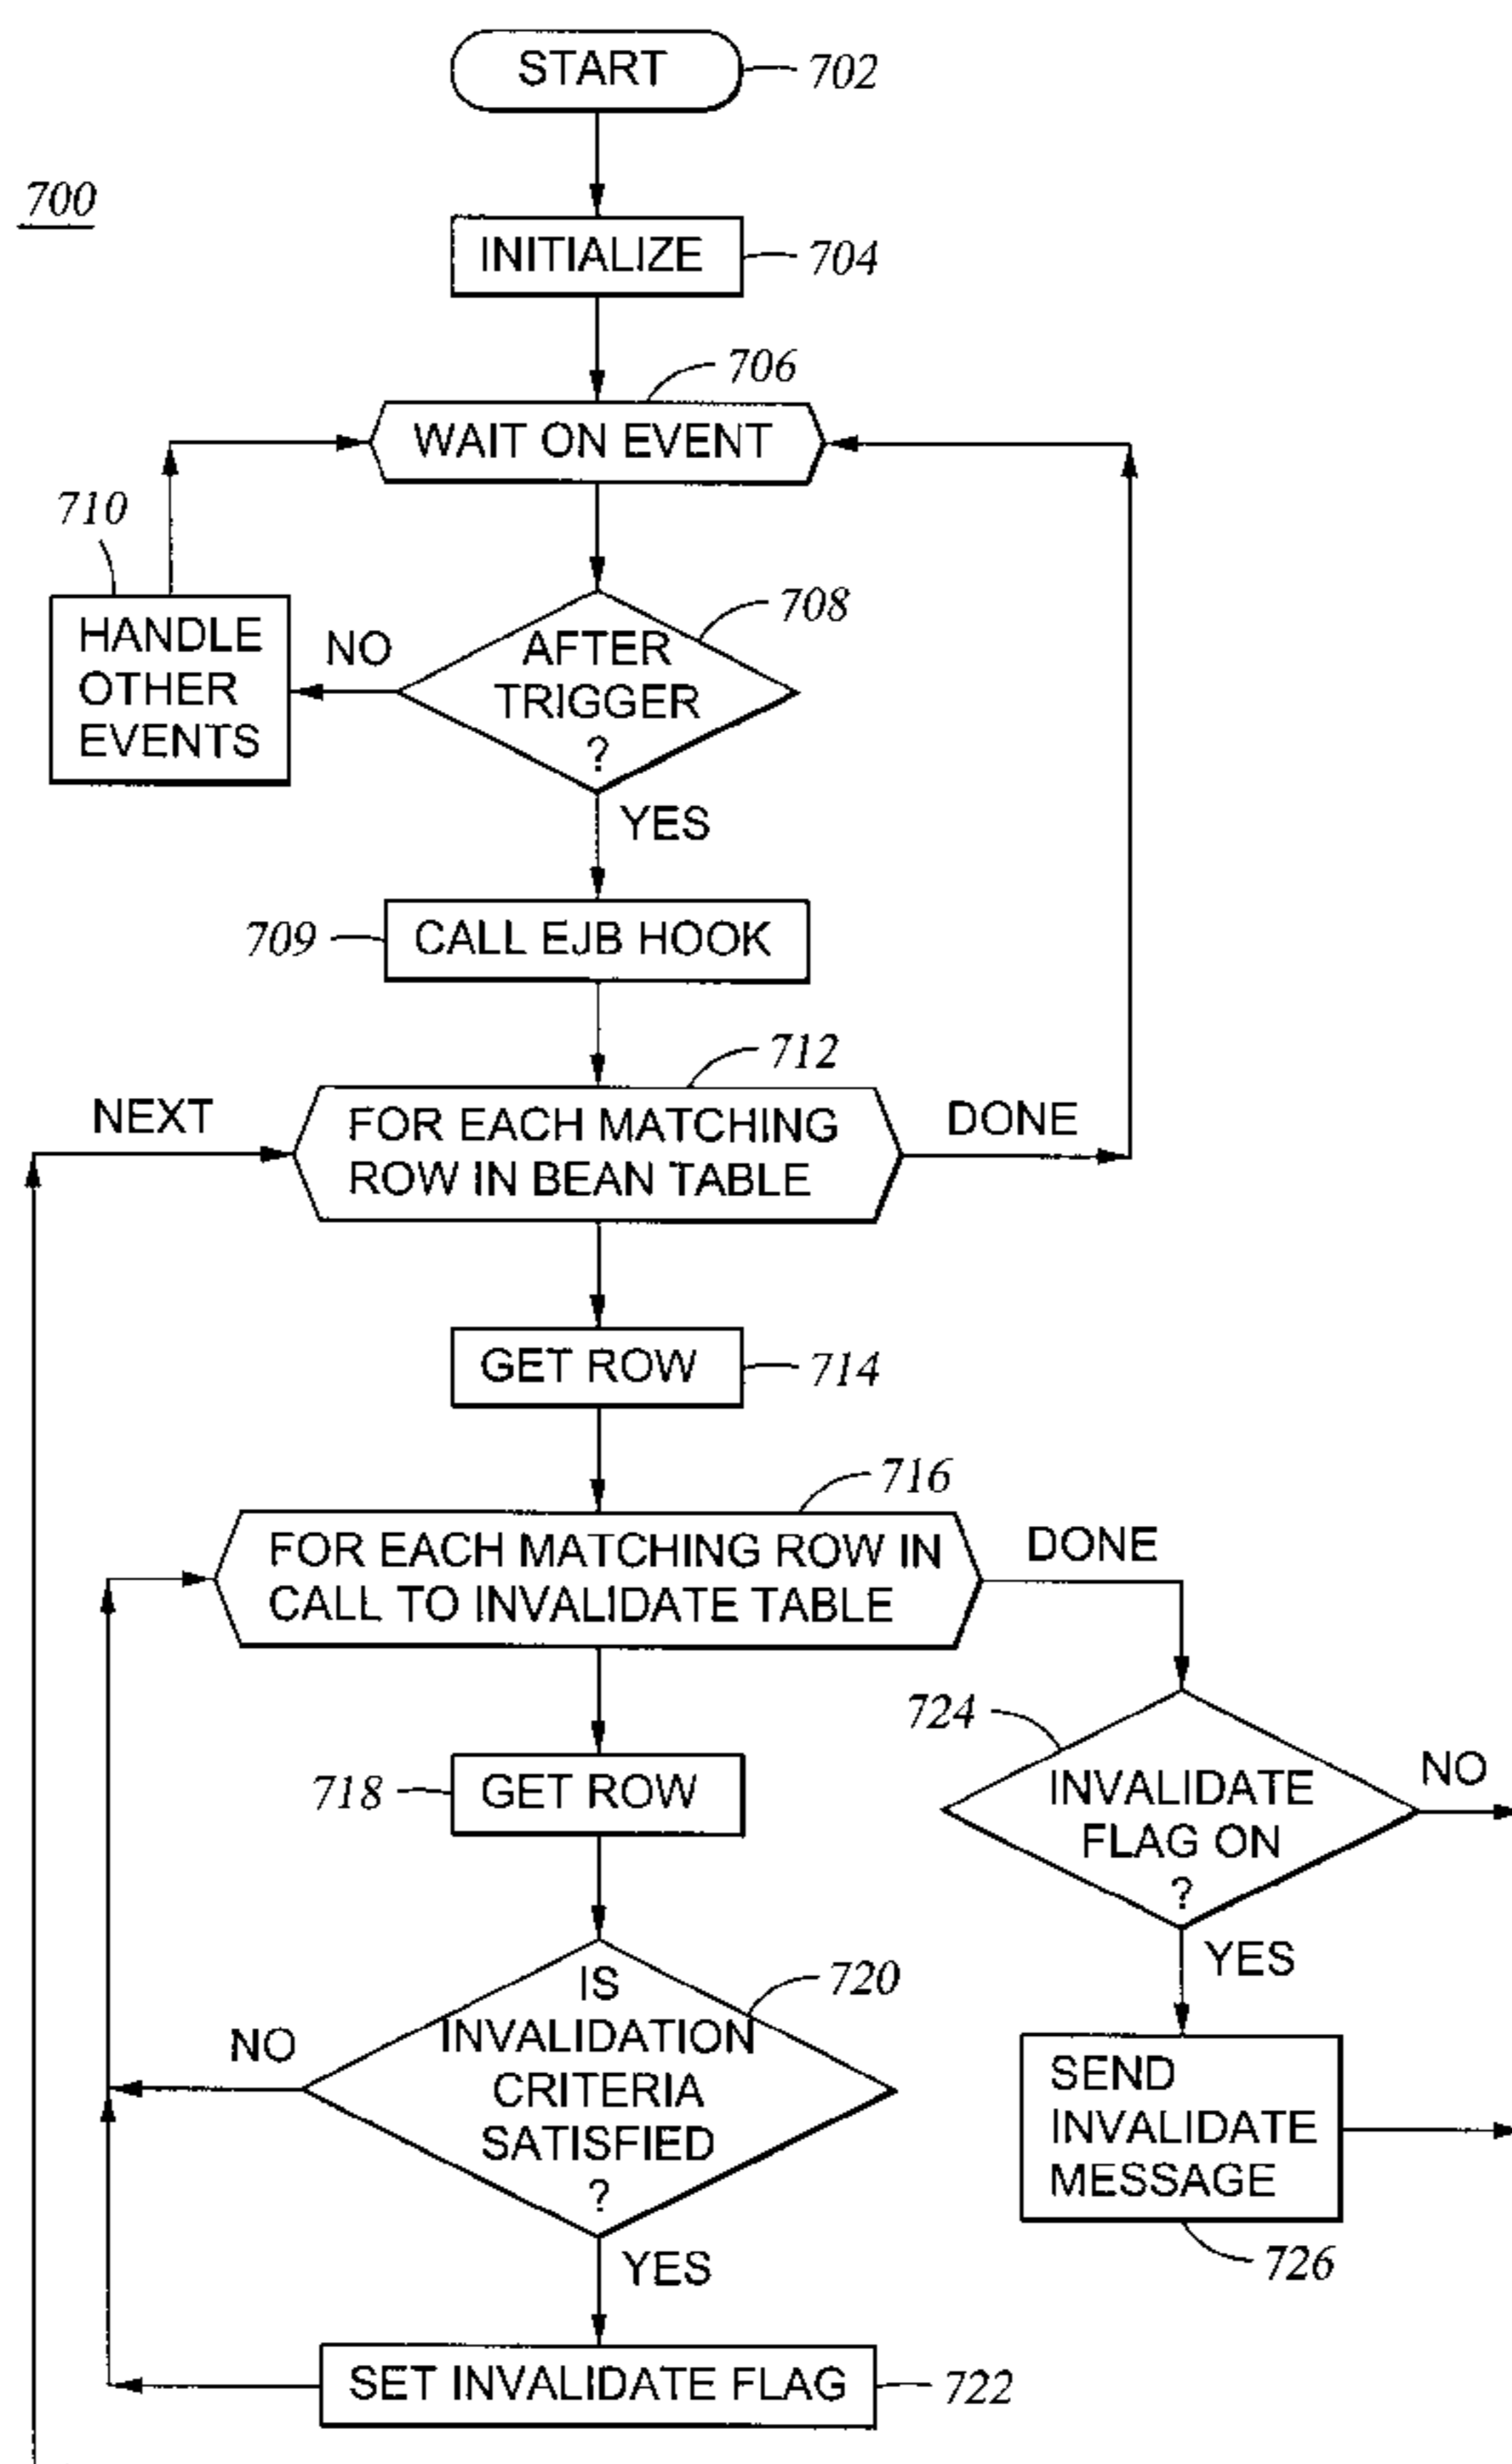 START
702
700
INITIALIZE
704
706
WAIT ON EVENT
710
708
HANDLE
OTHER
EVENTS
NO
AFTER
TRIGGER
?
YES
709
CALL EJB HOOK
712
NEXT
FOR EACH MATCHING
ROW IN BEAN TABLE
DONE
GET ROW
714
716
FOR EACH MATCHING ROW IN
CALL TO INVALIDATE TABLE
DONE
724
718
GET ROW
INVALIDATE
FLAG ON
?
NO
YES
720
IS
INVALIDATION
CRITERIA
SATISFIED
?
NO
YES
SEND
INVALIDATE
MESSAGE
726
SET INVALIDATE FLAG
722